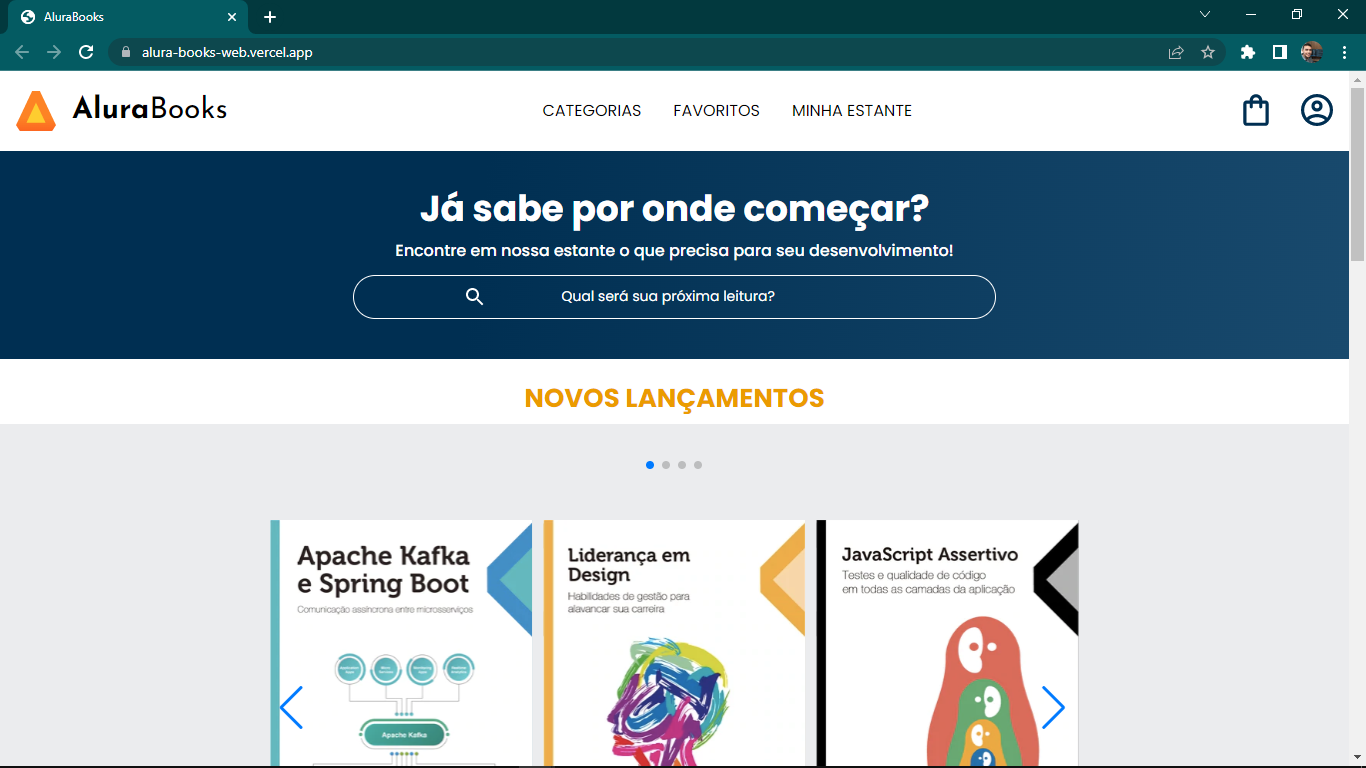 AluraBooks
alura-books-web.vercel.app
AluraBooks
CATEGORIAS
FAVORITOS
MINHA ESTANTE
Já sabe por onde começar?
Encontre em nossa estante o que precisa para seu desenvolvimento!
Qual será sua próxima leitura?
NOVOS LANÇAMENTOS
Apache Kafka
e Spring Boot
Comunicação assíncrona entre microsserviços
Apache Kafka
Liderança em
Design
Habilidades de gestão para
alavancar sua carreira
JavaScript Assertivo
Testes e qualidade de código
em todas as camadas da aplicação